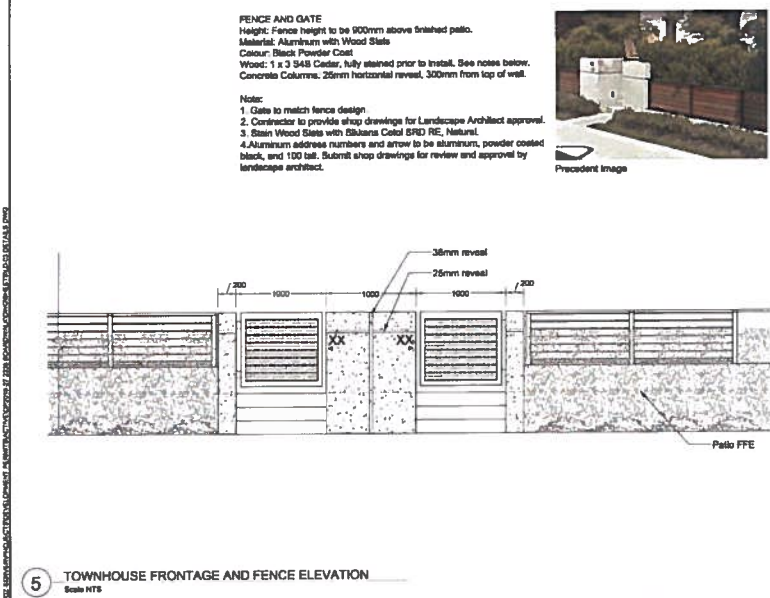 FENCE AND GATE
Height: Fence height to be 900mm above finished patio.
Material: Aluminum with Wood Slats
Colour: Black Powder Coat
Wood: 1 x 3 S4S Cedar, fully stained prior to install. See notes below.
Concrete Columns. 25mm horizontal reveal, 300mm from top of wall.
Note:
1. Gate to match fence design
2. Contractor to provide shop drawings for Landscape Architect approval.
3. Stain Wood Slats with Sikkens Cetol SRD RE, Natural.
4.Aluminum address numbers and arrow to be aluminum, powder coated
black, and 100 tall. Submit shop drawings for review and approval by
landscape architect.
Precedent Image
38mm reveal
25mm reveal
200 1000 1000 1000 200
XX XX
Patio FFE
5 TOWNHOUSE FRONTAGE AND FENCE ELEVATION
Scale NTS